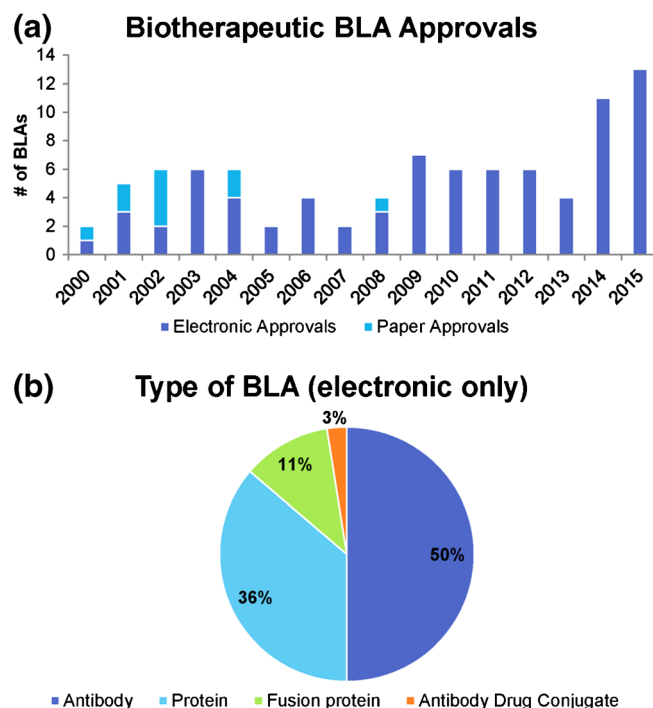 (a) Biotherapeutic BLA Approvals
# of BLAs
14
12
10
8
6
4
2
0
2000 2001 2002 2003 2004 2005 2006 2007 2008 2009 2010 2011 2012 2013 2014 2015
Electronic Approvals Paper Approvals
(b) Type of BLA (electronic only)
3%
11%
50%
36%
Antibody Protein Fusion protein Antibody Drug Conjugate